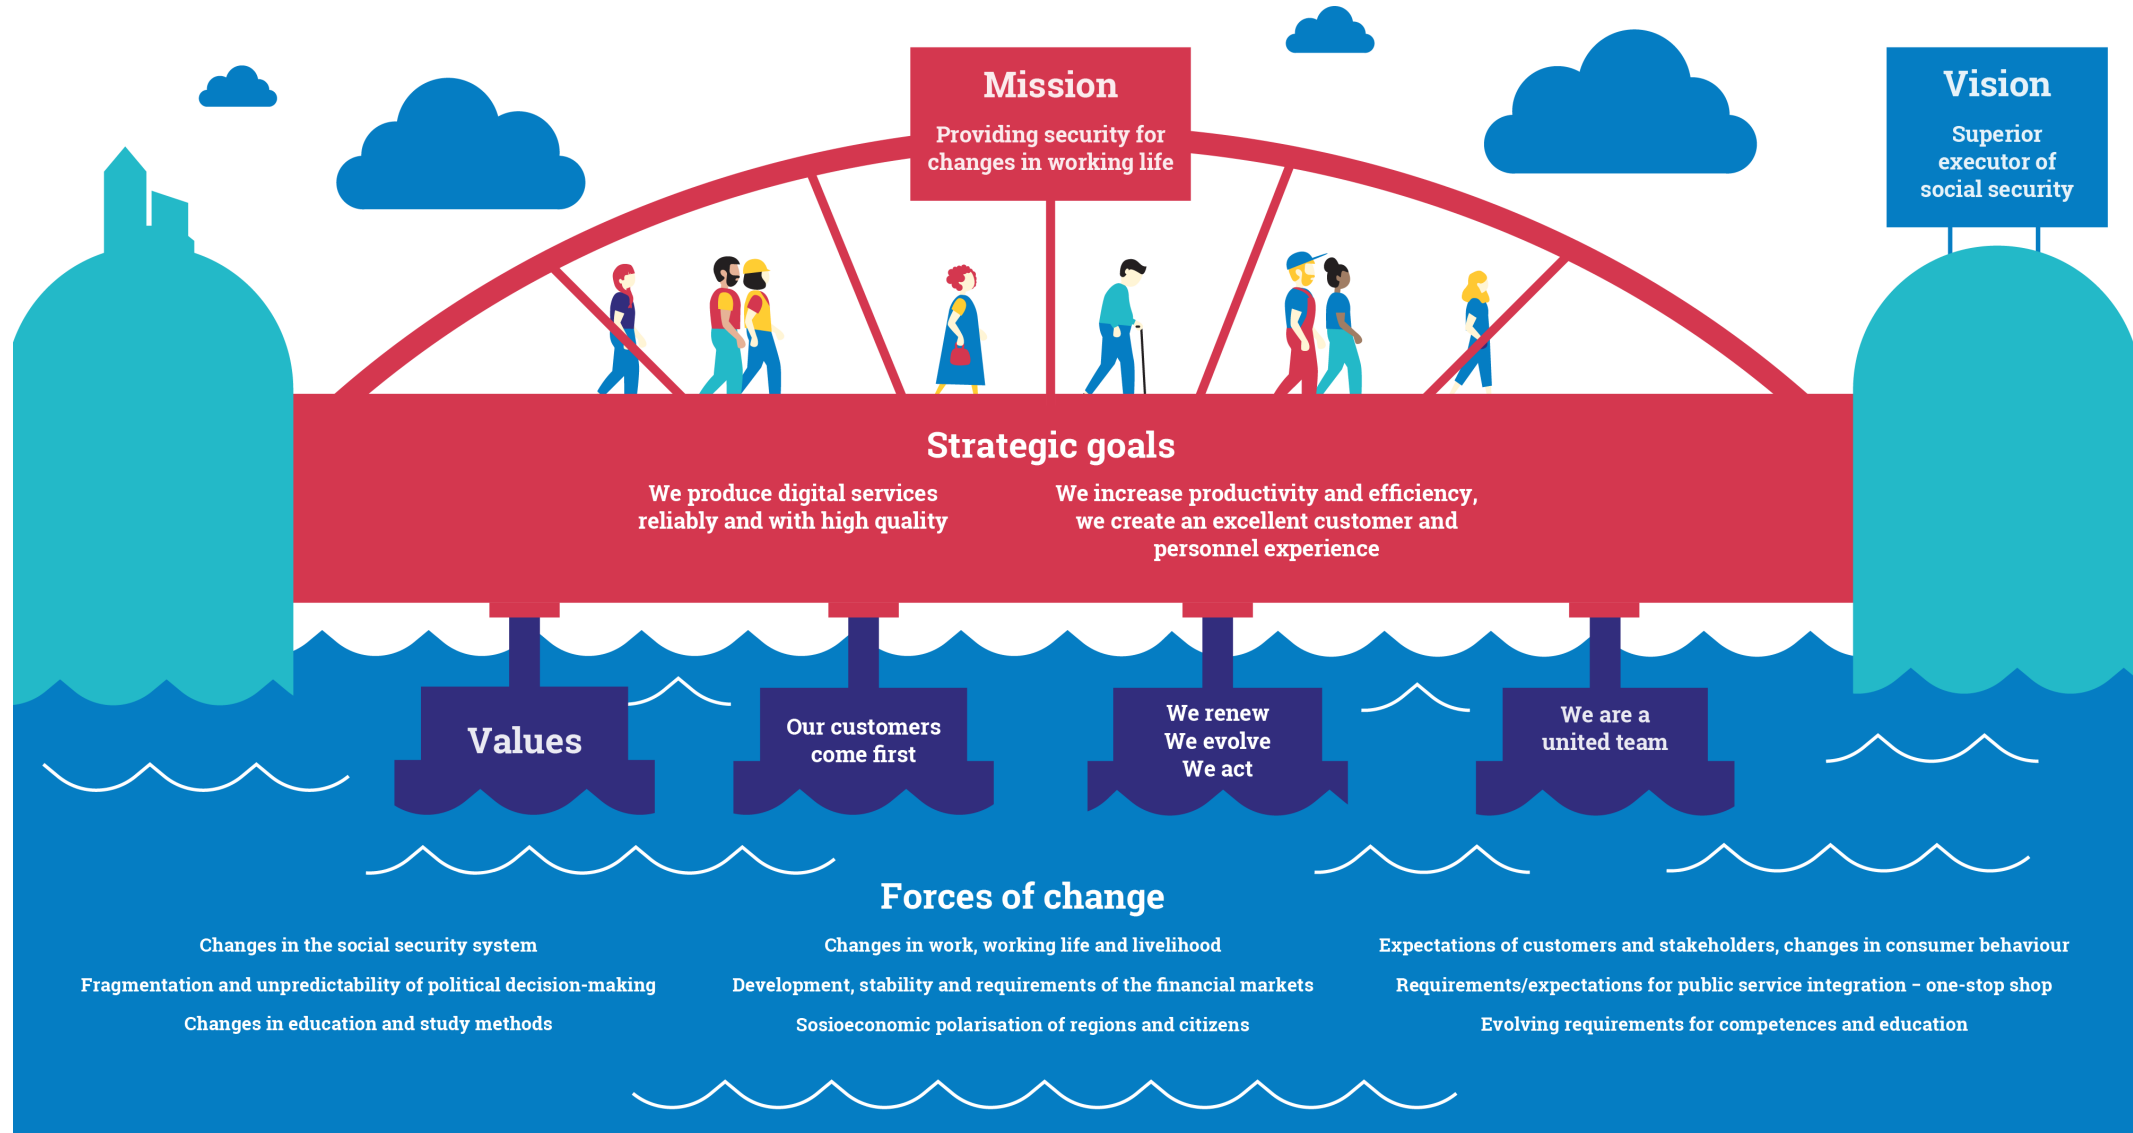 Mission
Providing security for
changes in working life
Vision
Superior
executor of
social security
Strategic goals
We produce digital services
reliably and with high quality
We increase productivity and efficiency,
we create an excellent customer and
personnel experience
Values
Our customers
come first
We renew
We evolve
We act
We are a
united team
Forces of change
Changes in the social security system
Fragmentation and unpredictability of political decision-making
Changes in education and study methods
Changes in work, working life and livelihood
Development, stability and requirements of the financial markets
Sosioeconomic polarisation of regions and citizens
Expectations of customers and stakeholders, changes in consumer behaviour
Requirements/expectations for public service integration – one-stop shop
Evolving requirements for competences and education